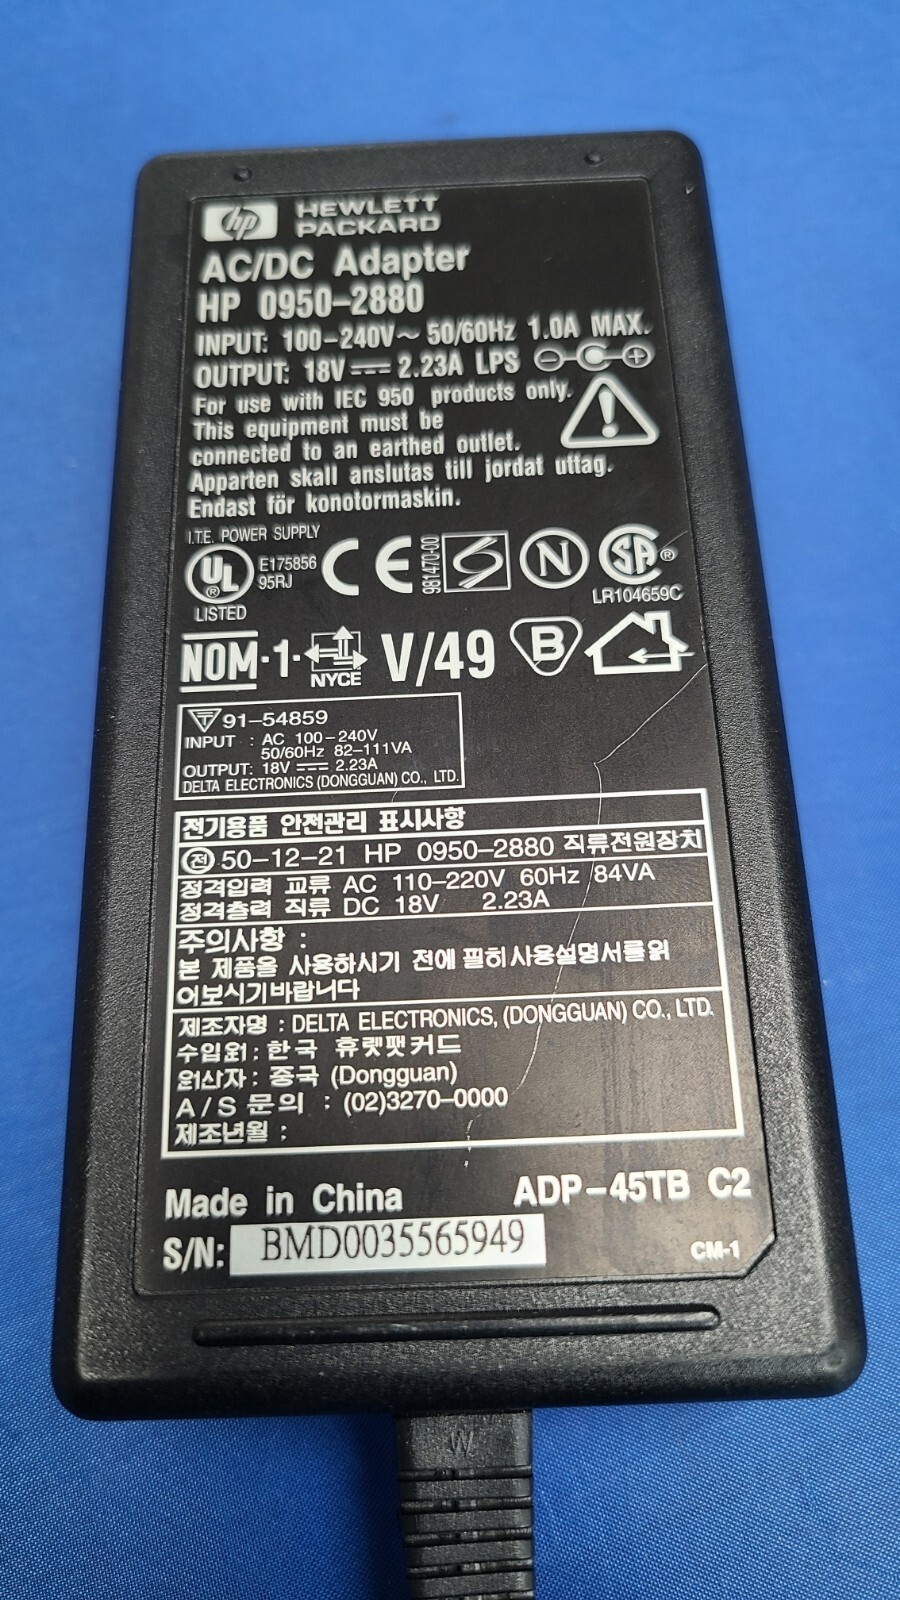 hp HEWLETT
PACKARD
AC/DC Adapter
HP 0950-2880
INPUT: 100-240V~ 50/60Hz 1.0A MAX.
OUTPUT: 18V⎓ 2.23A LPS
For use with IEC 950 products only.
This equipment must be
connected to an earthed outlet.
Apparten skall anslutas till jordat uttag.
Endast för konotormaskin.
I.T.E. POWER SUPPLY
UL ® E175856
95RJ
LISTED
CE
981470-00
N
SA ®
LR104659C
NOM-1- NYCE V/49 B
T 91-54859
INPUT : AC 100-240V
50/60Hz 82-111VA
OUTPUT: 18V ⎓ 2.23A
DELTA ELECTRONICS (DONGGUAN) CO., LTD.
전기용품 안전관리 표시사항
전 50-12-21 HP 0950-2880 직류전원장치
정격입력 교류 AC 110-220V 60Hz 84VA
정격출력 직류 DC 18V 2.23A
주의사항 :
본 제품을 사용하시기 전에 필히사용설명서를읽
어보시기바랍니다
제조자명 : DELTA ELECTRONICS, (DONGGUAN) CO., LTD.
수입원 : 한국 휴렛팻커드
원산자 : 중국 (Dongguan)
A/S 문의 : (02)3270-0000
제조년월 :
Made in China ADP-45TB C2
S/N: BMD0035565949
CM-1
W